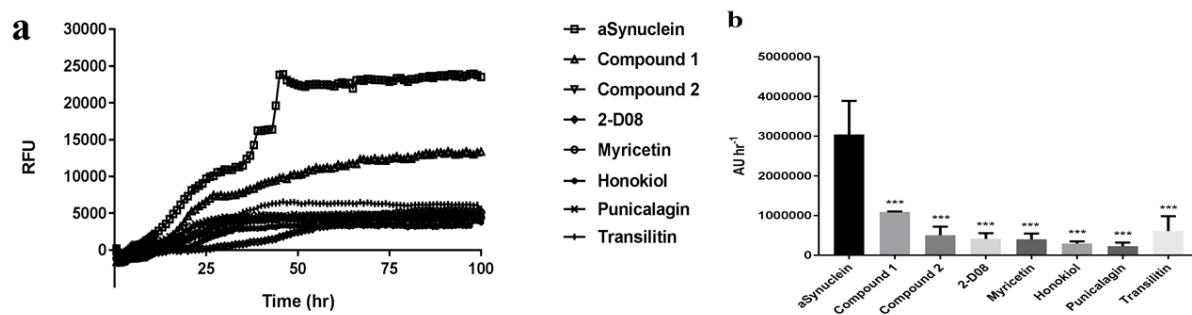 a
30000
25000
20000
15000
10000
5000
0
RFU
25
50
75
100
Time (hr)
aSynuclein
Compound 1
Compound 2
2-D08
Myricetin
Honokiol
Punicalagin
Transilitin
b
5000000
4000000
3000000
2000000
1000000
0
AU hr⁻¹
***
***
***
***
***
***
***
aSynuclein
Compound 1
Compound 2
2-D08
Myricetin
Honokiol
Punicalagin
Transilitin